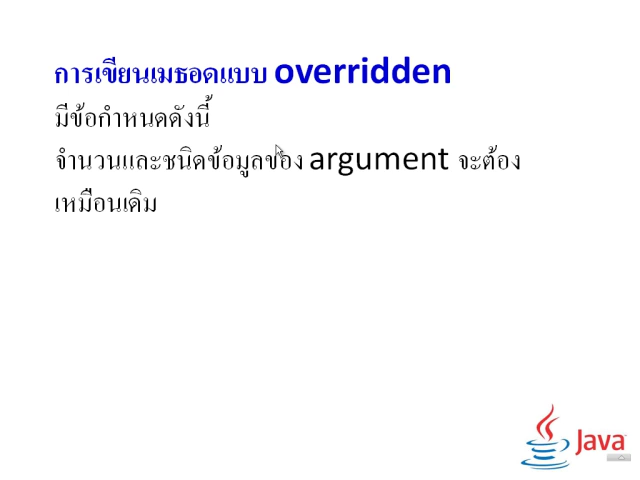 การเขียนเมธอดแบบ overridden
มีข้อกำหนดดังนี้
จำนวนและชนิดข้อมูลของ argument จะต้อง
เหมือนเดิม
Java